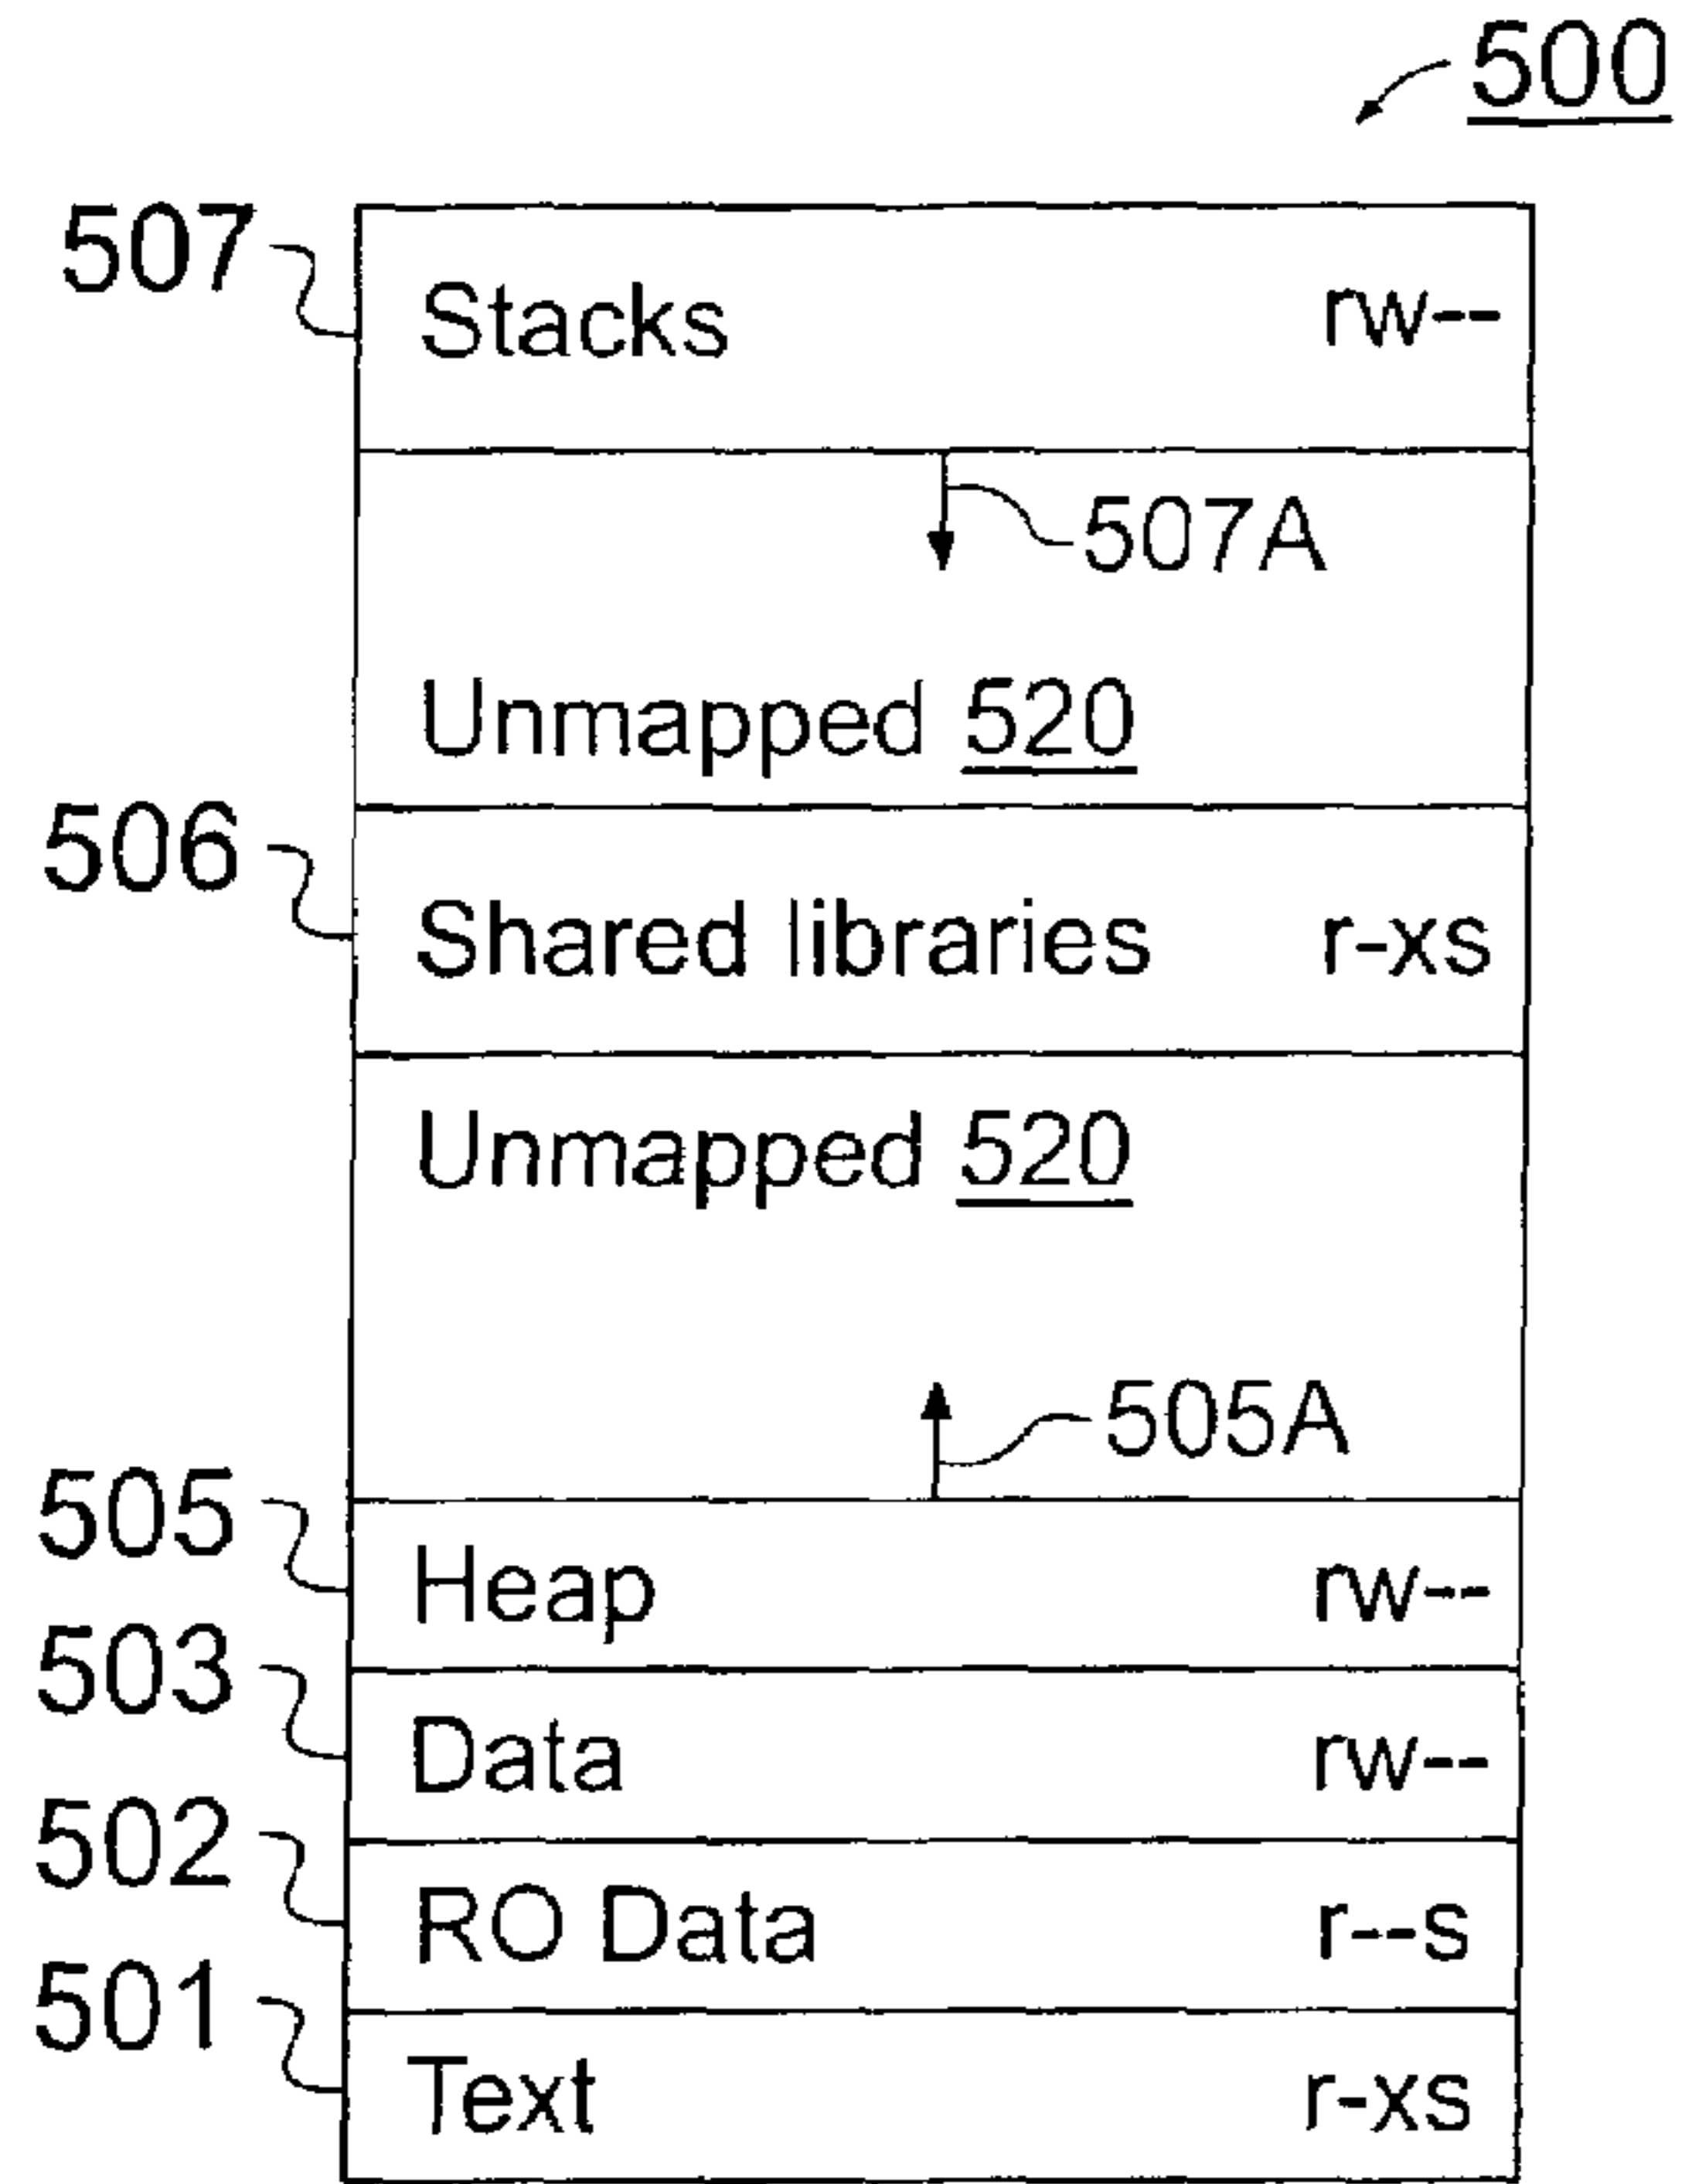 500
507
Stacks rw--
507A
Unmapped 520
506
Shared libraries r-xs
Unmapped 520
505A
505
Heap rw--
503
Data rw--
502
RO Data r--s
501
Text r-xs